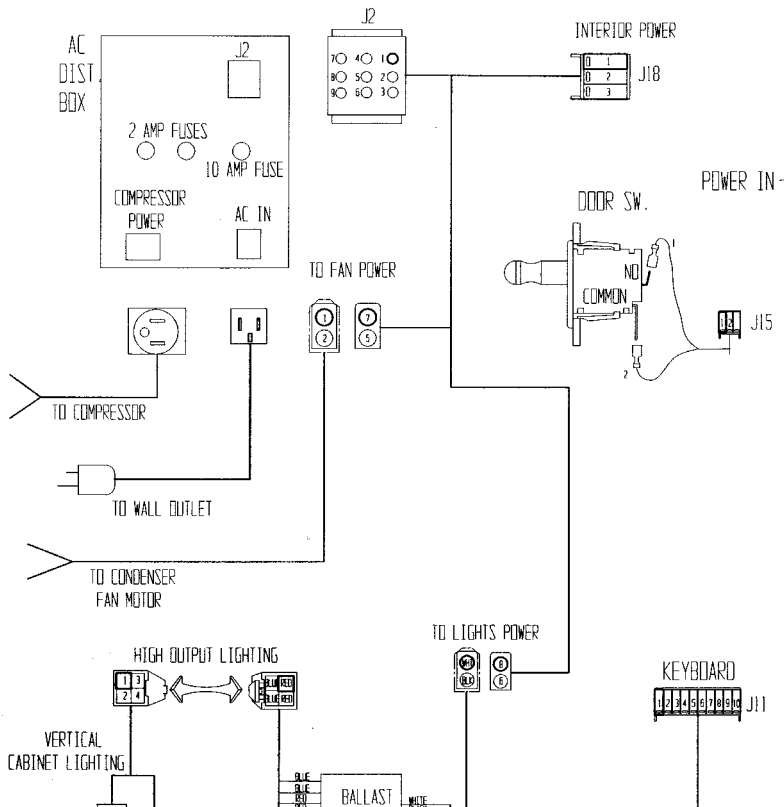 AC
DIST.
BOX
J2
2 AMP FUSES
10 AMP FUSE
COMPRESSOR
POWER
AC IN
J2
7 4 1
8 5 2
9 6 3
INTERIOR POWER
1
2
3
J18
POWER IN
DOOR SW.
NO
COMMON
1
2
1 2
J15
TO FAN POWER
1
2
7
5
TO COMPRESSOR
TO WALL OUTLET
TO CONDENSER
FAN MOTOR
TO LIGHTS POWER
WHT
BLK
8
6
HIGH OUTPUT LIGHTING
1 3
2 4
BLUE RED
BLUE RED
VERTICAL
CABINET LIGHTING
BLUE
BLUE
RED
BALLAST
WHITE
KEYBOARD
1 2 3 4 5 6 7 8 9 10
J11